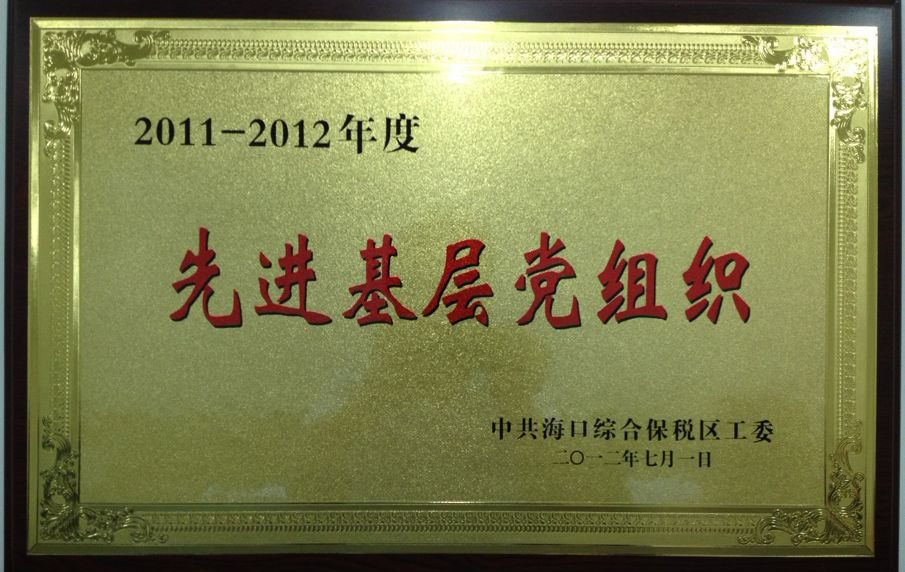 2011-2012年度
先进基层党组织
中共海口综合保税区工委
二〇一二年七月一日